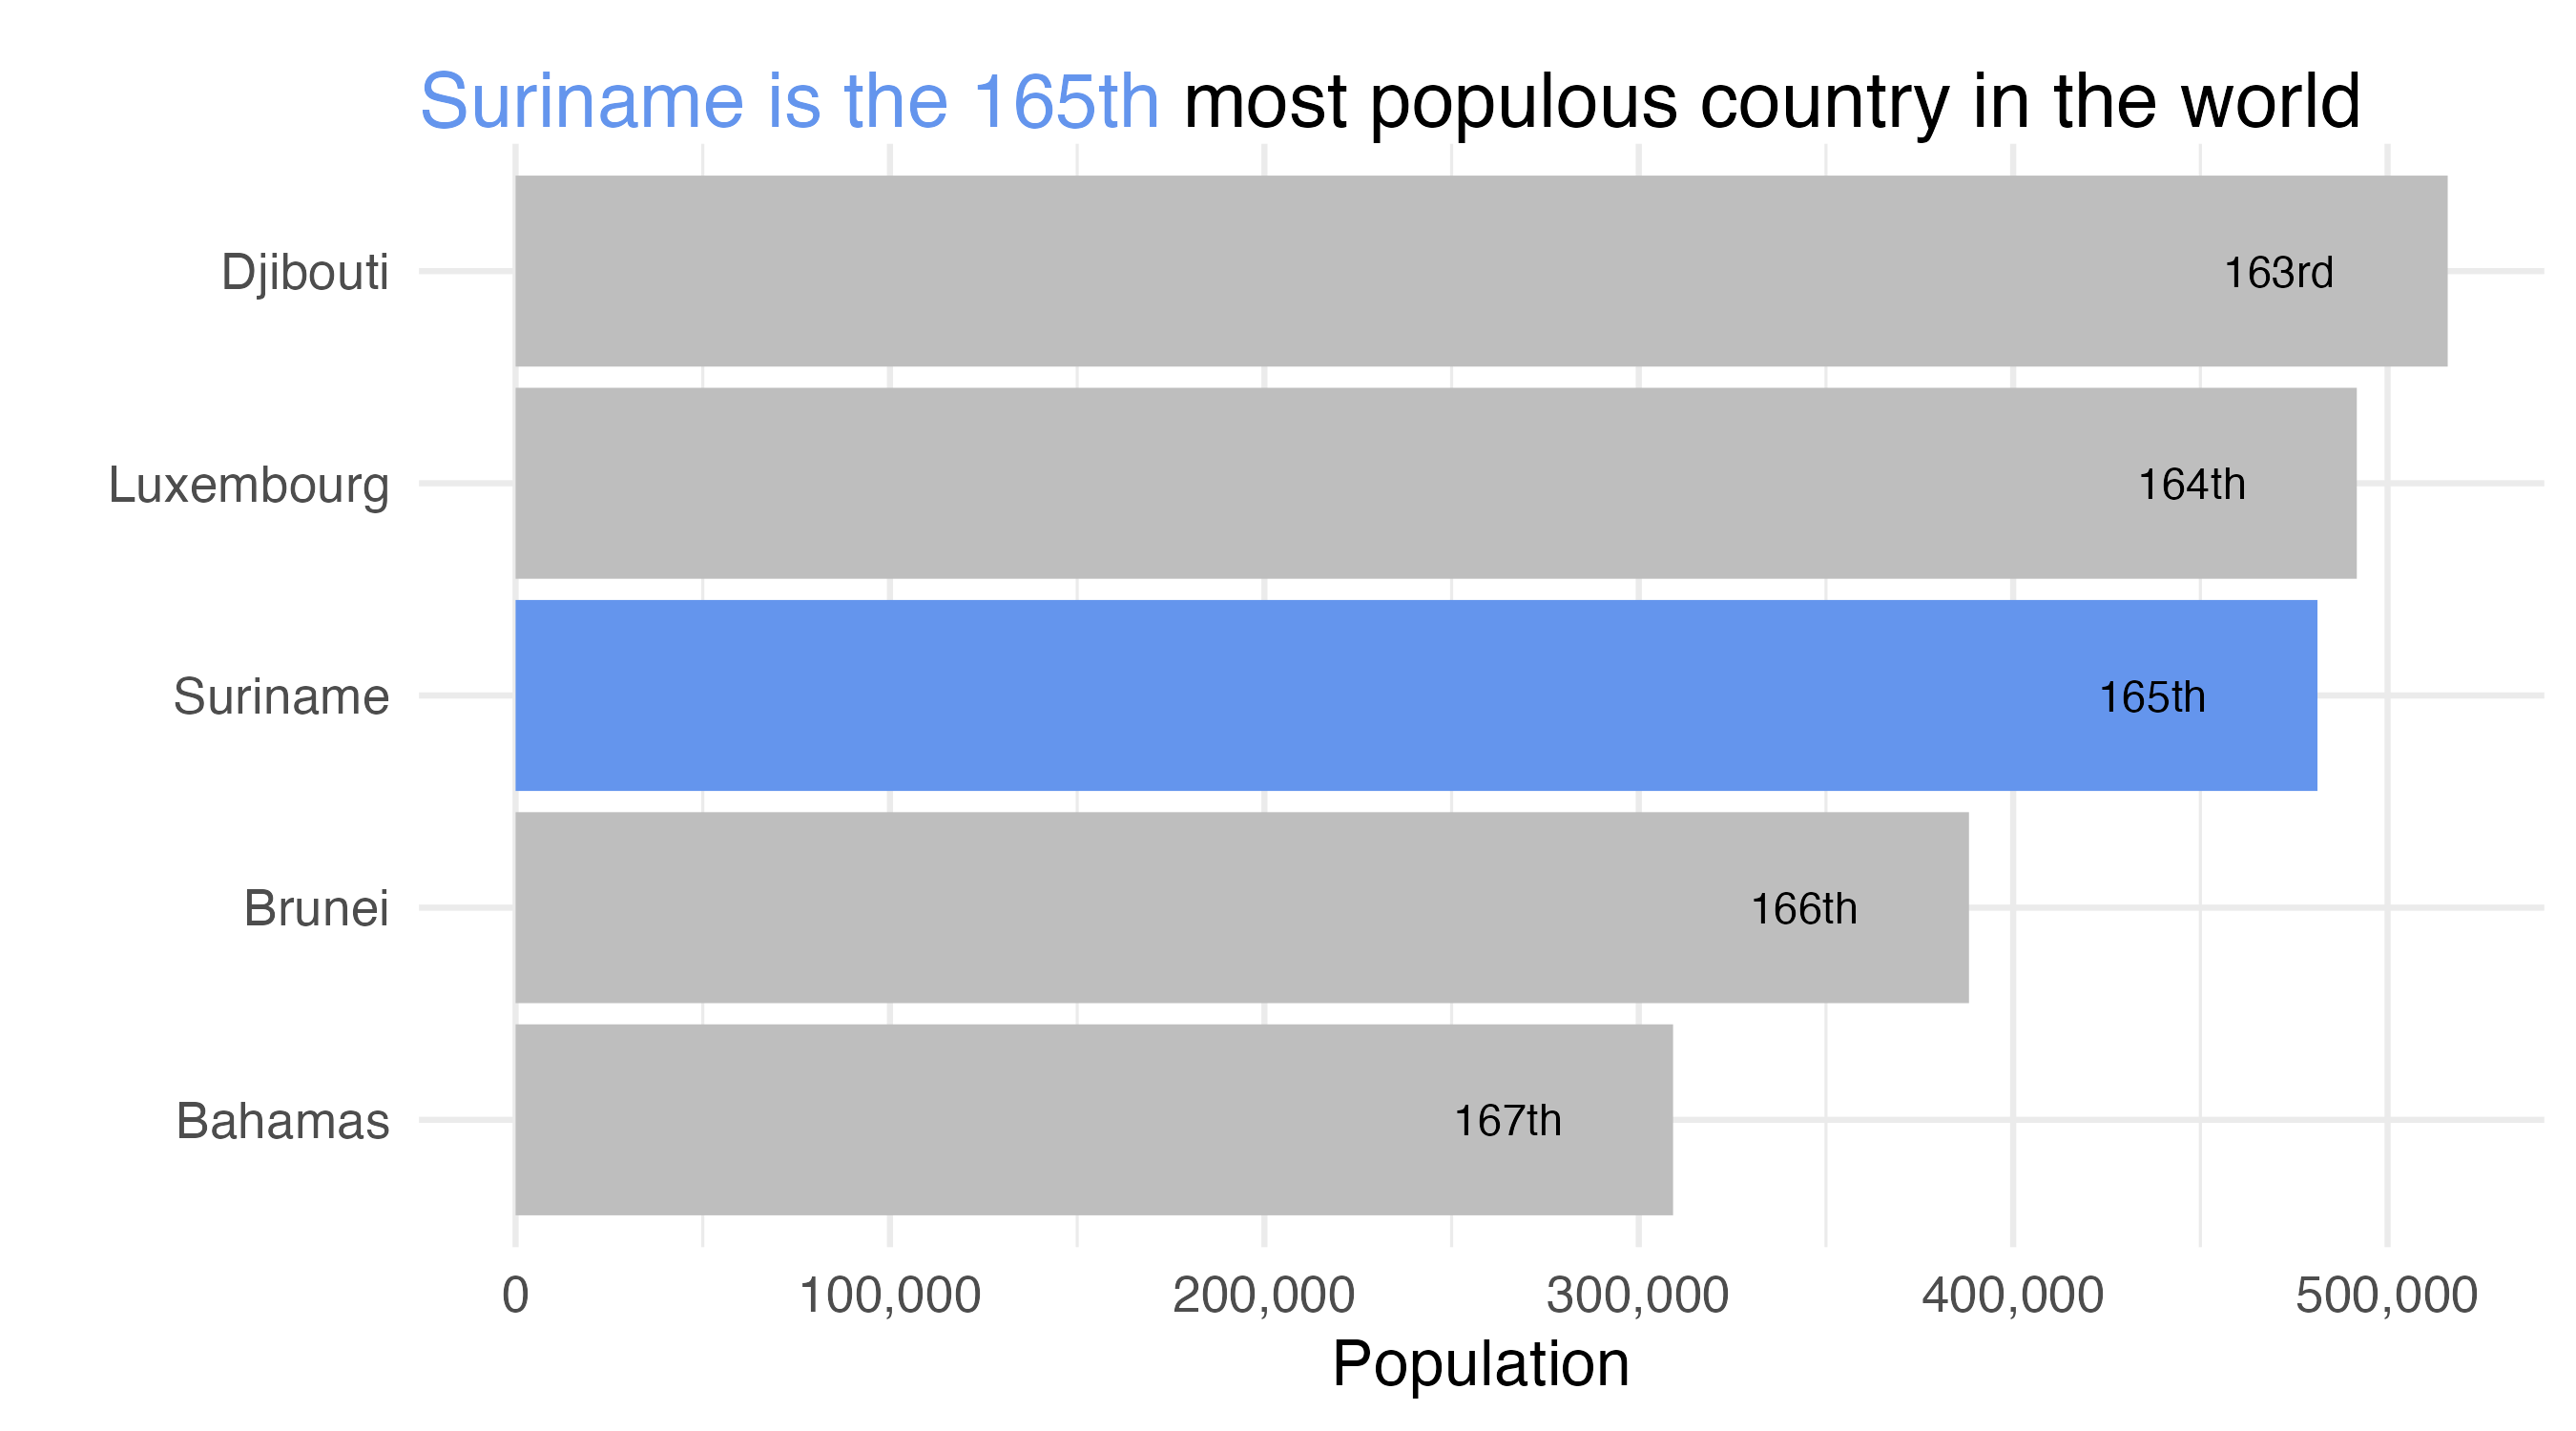 Suriname is the 165th most populous country in the world
Djibouti
163rd
Luxembourg
164th
Suriname
165th
Brunei
166th
Bahamas
167th
0
100,000
200,000
300,000
400,000
500,000
Population